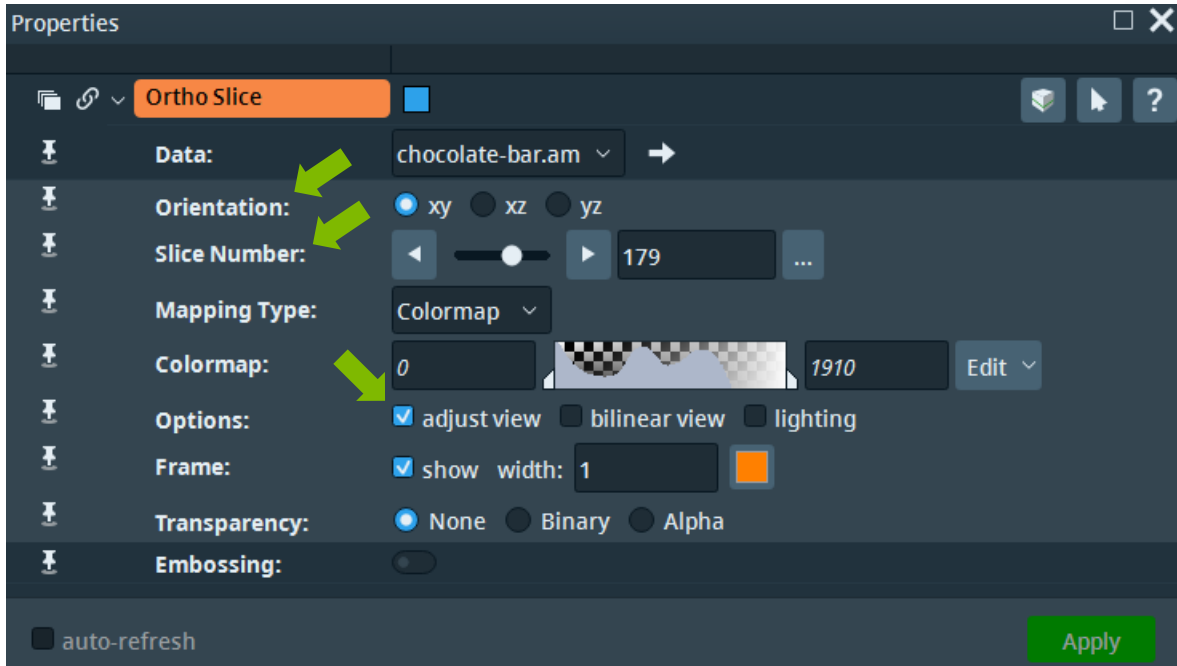 Properties
Ortho Slice ?
Data: chocolate-bar.am
Orientation: xy xz yz
Slice Number: 179 ...
Mapping Type: Colormap
Colormap: 0 1910 Edit
Options: adjust view bilinear view lighting
Frame: show width: 1
Transparency: None Binary Alpha
Embossing:
auto-refresh Apply